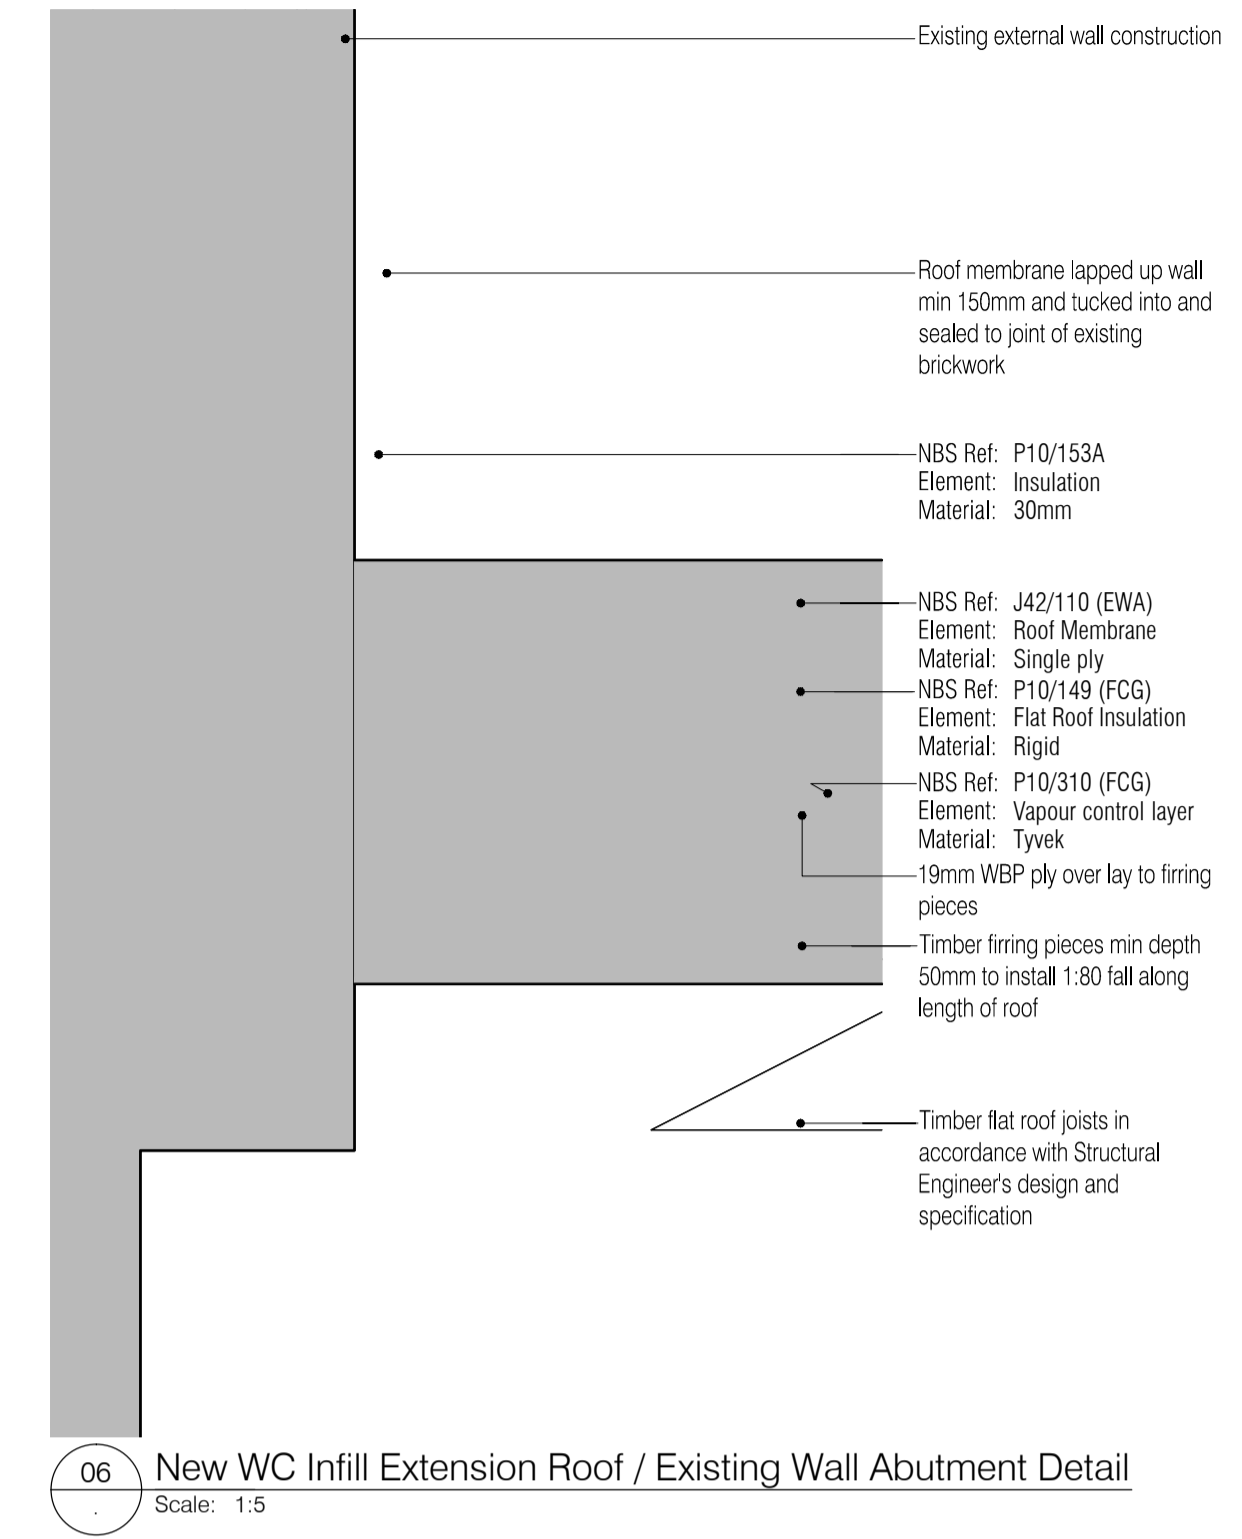 Existing external wall construction
Roof membrane lapped up wall
min 150mm and tucked into and
sealed to joint of existing
brickwork
NBS Ref: P10/153A
Element: Insulation
Material: 30mm
NBS Ref: J42/110 (EWA)
Element: Roof Membrane
Material: Single ply
NBS Ref: P10/149 (FCG)
Element: Flat Roof Insulation
Material: Rigid
NBS Ref: P10/310 (FCG)
Element: Vapour control layer
Material: Tyvek
19mm WBP ply over lay to firring
pieces
Timber firring pieces min depth
50mm to install 1:80 fall along
length of roof
Timber flat roof joists in
accordance with Structural
Engineer's design and
specification
06
New WC Infill Extension Roof / Existing Wall Abutment Detail
Scale: 1:5